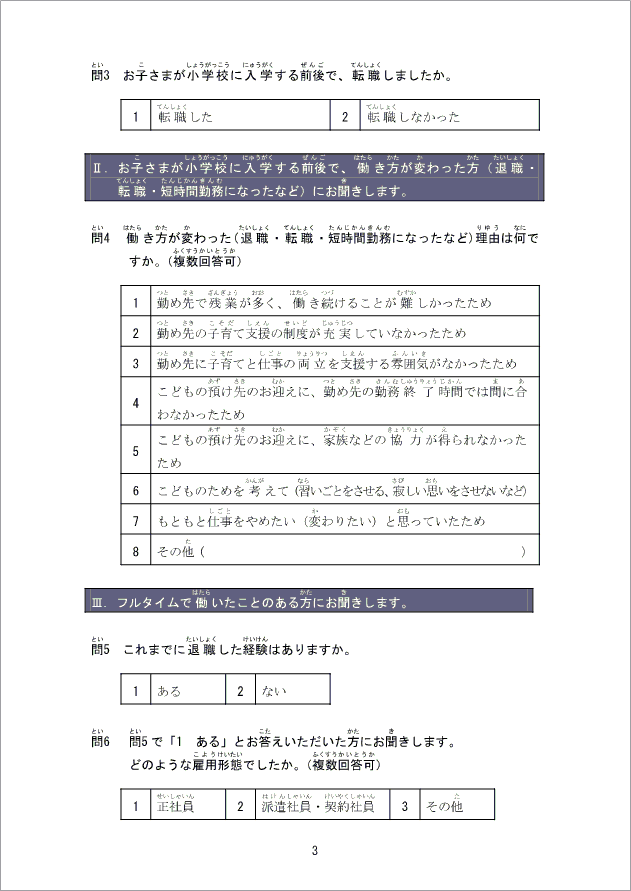 問3 お子さまが小学校に入学する前後で、転職しましたか。
1 転職した 2 転職しなかった
Ⅱ．お子さまが小学校に入学する前後で、働き方が変わった方（退職・
転職・短時間勤務になったなど）にお聞きします。
問4 働き方が変わった（退職・転職・短時間勤務になったなど）理由は何で
すか。（複数回答可）
1 勤め先で残業が多く、働き続けることが難しかったため
2 勤め先の子育て支援の制度が充実していなかったため
3 勤め先に子育てと仕事の両立を支援する雰囲気がなかったため
4 こどもの預け先のお迎えに、勤め先の勤務終了時間では間に合
わなかったため
5 こどもの預け先のお迎えに、家族などの協力が得られなかった
ため
6 こどものためを考えて（習いごとをさせる、寂しい思いをさせないなど）
7 もともと仕事をやめたい（変わりたい）と思っていたため
8 その他（ ）
Ⅲ．フルタイムで働いたことのある方にお聞きします。
問5 これまでに退職した経験はありますか。
1 ある 2 ない
問6 問5で「1 ある」とお答えいただいた方にお聞きします。
どのような雇用形態でしたか。（複数回答可）
1 正社員 2 派遣社員・契約社員 3 その他
3